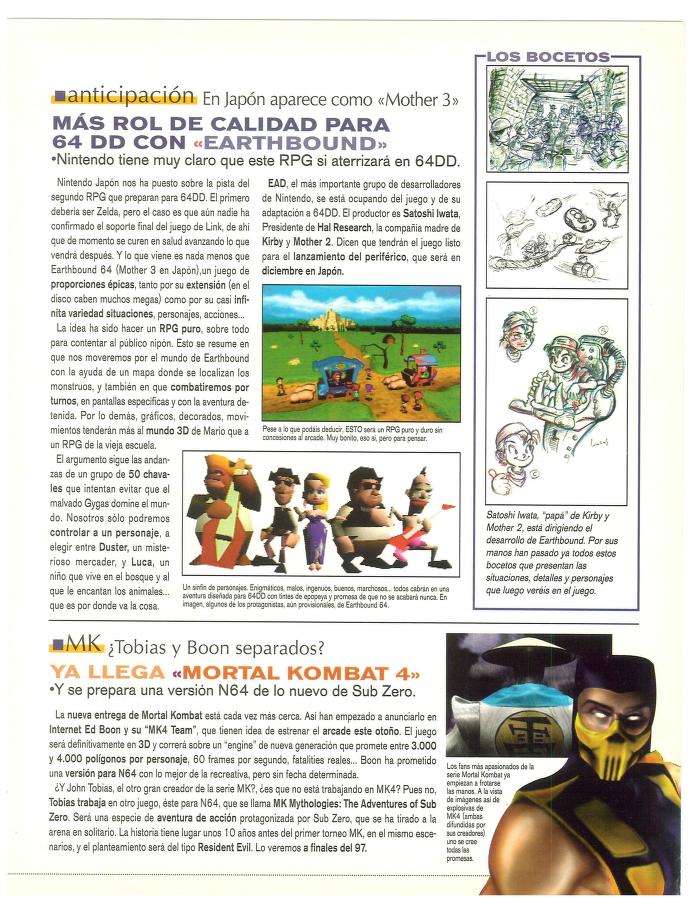 anticipación En Japón aparece como «Mother 3»
MÁS ROL DE CALIDAD PARA
64 DD CON «EARTHBOUND»
•Nintendo tiene muy claro que este RPG si aterrizará en 64DD.
Nintendo Japón nos ha puesto sobre la pista del
segundo RPG que preparan para 64DD. El primero
debería ser Zelda, pero el caso es que aún nadie ha
confirmado el soporte final del juego de Link, de ahí
que de momento se curen en salud avanzando lo que
vendrá después. Y lo que viene es nada menos que
Earthbound 64 (Mother 3 en Japón),un juego de
proporciones épicas, tanto por su extensión (en el
disco caben muchos megas) como por su casi infi-
nita variedad situaciones, personajes, acciones...
La idea ha sido hacer un RPG puro, sobre todo
para contentar al público nipón. Esto se resume en
que nos moveremos por el mundo de Earthbound
con la ayuda de un mapa donde se localizan los
monstruos, y también en que combatiremos por
turnos, en pantallas específicas y con la aventura de-
tenida. Por lo demás, gráficos, decorados, movi-
mientos tenderán más al mundo 3D de Mario que a
un RPG de la vieja escuela.
El argumento sigue las andan-
zas de un grupo de 50 chava-
les que intentan evitar que el
malvado Gygas domine el mun-
do. Nosotros sólo podremos
controlar a un personaje, a
elegir entre Duster, un miste-
rioso mercader, y Luca, un
niño que vive en el bosque y al
que le encantan los animales...
que es por donde va la cosa.
EAD, el más importante grupo de desarrolladores
de Nintendo, se está ocupando del juego y de su
adaptación a 64DD. El productor es Satoshi Iwata,
Presidente de Hal Research, la compañía madre de
Kirby y Mother 2. Dicen que tendrán el juego listo
para el lanzamiento del periférico, que será en
diciembre en Japón.
Pese a lo que podáis deducir, ESTO será un RPG puro y duro sin
concesiones al arcade. Muy bonito, eso sí, pero para pensar.
Un sinfín de personajes. Enigmáticos, malos, ingenuos, buenos, marchosos... todos cabrán en una
aventura diseñada para 64DD con tintes de epopeya y promesa de que no se acabará nunca. En
imagen, algunos de los protagonistas, aún provisionales, de Earthbound 64.
LOS BOCETOS
Lucas
Satoshi Iwata, "papá" de Kirby y
Mother 2, está dirigiendo el
desarrollo de Earthbound. Por sus
manos han pasado ya todos estos
bocetos que presentan las
situaciones, detalles y personajes
que luego veréis en el juego.
MK ¿Tobias y Boon separados?
YA LLEGA «MORTAL KOMBAT 4»
•Y se prepara una versión N64 de lo nuevo de Sub Zero.
La nueva entrega de Mortal Kombat está cada vez más cerca. Así han empezado a anunciarlo en
Internet Ed Boon y su "MK4 Team", que tienen idea de estrenar el arcade este otoño. El juego
será definitivamente en 3D y correrá sobre un "engine" de nueva generación que promete entre 3.000
y 4.000 polígonos por personaje, 60 frames por segundo, fatalities reales... Boon ha prometido
una versión para N64 con lo mejor de la recreativa, pero sin fecha determinada.
¿Y John Tobias, el otro gran creador de la serie MK?, ¿es que no está trabajando en MK4? Pues no,
Tobias trabaja en otro juego, éste para N64, que se llama MK Mythologies: The Adventures of Sub
Zero. Será una especie de aventura de acción protagonizada por Sub Zero, que se ha tirado a la
arena en solitario. La historia tiene lugar unos 10 años antes del primer torneo MK, en el mismo esce-
nario, y el planteamiento será del tipo Resident Evil. Lo veremos a finales del 97.
Los fans más apasionados de la
serie Mortal Kombat ya
empiezan a frotarse
las manos. A la vista
de imágenes así de
explosivas de
MK4 (ambas
difundidas por
sus creadores)
uno se cree
todas las
promesas.